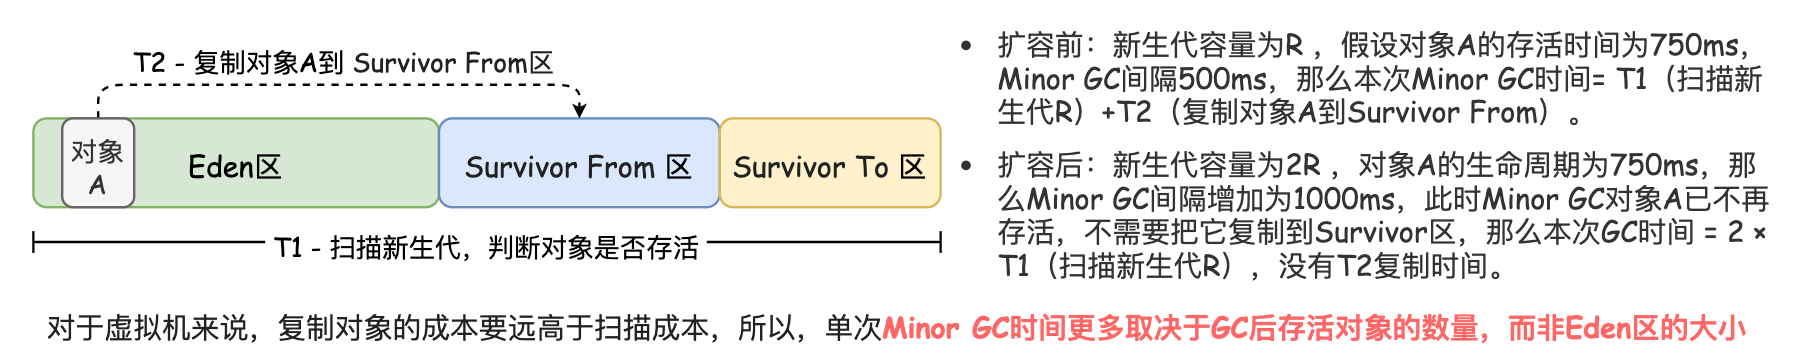 T2 - 复制对象A到 Survivor From区
对象
A
Eden区
Survivor From 区
Survivor To 区
T1 - 扫描新生代，判断对象是否存活
• 扩容前：新生代容量为R ，假设对象A的存活时间为750ms，
Minor GC间隔500ms，那么本次Minor GC时间= T1（扫描新
生代R）+T2（复制对象A到Survivor From）。
• 扩容后：新生代容量为2R ，对象A的生命周期为750ms，那
么Minor GC间隔增加为1000ms，此时Minor GC对象A已不再
存活，不需要把它复制到Survivor区，那么本次GC时间 = 2 ×
T1（扫描新生代R），没有T2复制时间。
对于虚拟机来说，复制对象的成本要远高于扫描成本，所以，单次Minor GC时间更多取决于GC后存活对象的数量，而非Eden区的大小